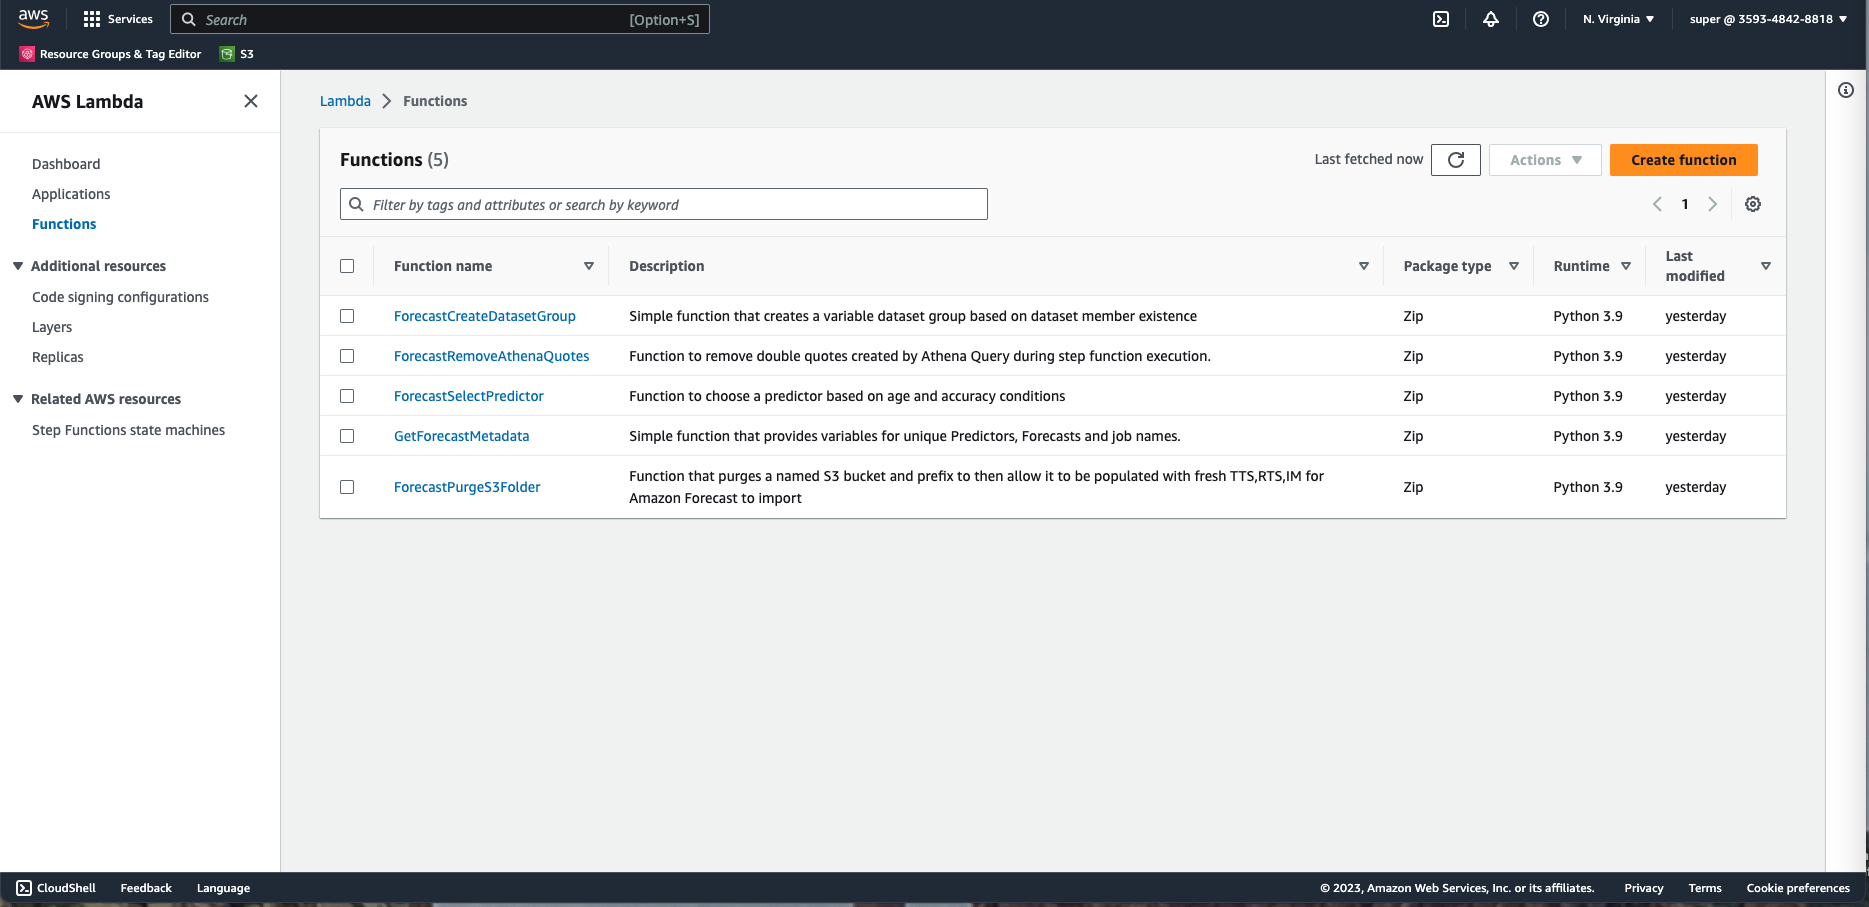 aws
Services
Search
[Option+S]
N. Virginia
super @ 3593-4842-8818
Resource Groups & Tag Editor
S3
AWS Lambda
Dashboard
Applications
Functions
Additional resources
Code signing configurations
Layers
Replicas
Related AWS resources
Step Functions state machines
Lambda
Functions
Functions (5)
Last fetched now
Actions
Create function
Filter by tags and attributes or search by keyword
1
Function name
Description
Package type
Runtime
Last
modified
ForecastCreateDatasetGroup
Simple function that creates a variable dataset group based on dataset member existence
Zip
Python 3.9
yesterday
ForecastRemoveAthenaQuotes
Function to remove double quotes created by Athena Query during step function execution.
Zip
Python 3.9
yesterday
ForecastSelectPredictor
Function to choose a predictor based on age and accuracy conditions
Zip
Python 3.9
yesterday
GetForecastMetadata
Simple function that provides variables for unique Predictors, Forecasts and job names.
Zip
Python 3.9
yesterday
ForecastPurgeS3Folder
Function that purges a named S3 bucket and prefix to then allow it to be populated with fresh TTS,RTS,IM for
Amazon Forecast to import
Zip
Python 3.9
yesterday
CloudShell
Feedback
Language
© 2023, Amazon Web Services, Inc. or its affiliates.
Privacy
Terms
Cookie preferences